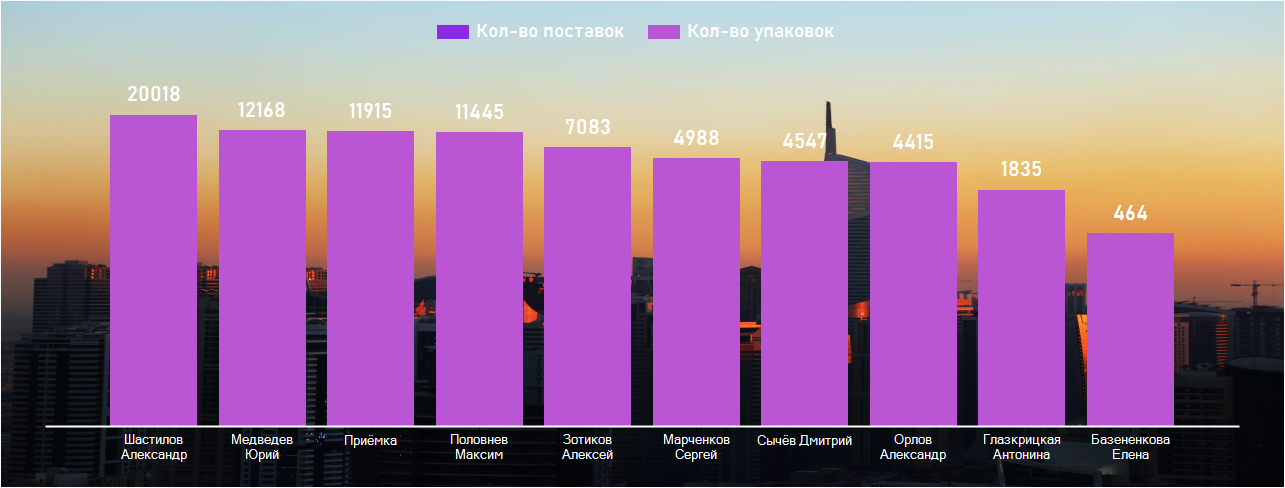 Кол-во поставок Кол-во упаковок
20018
12168
11915
11445
7083
4988
4547
4415
1835
464
Шастилов
Александр
Медведев
Юрий
Приёмка
Половнев
Максим
Зотиков
Алексей
Марченков
Сергей
Сычёв Дмитрий
Орлов
Александр
Глазкрицкая
Антонина
Базененкова
Елена